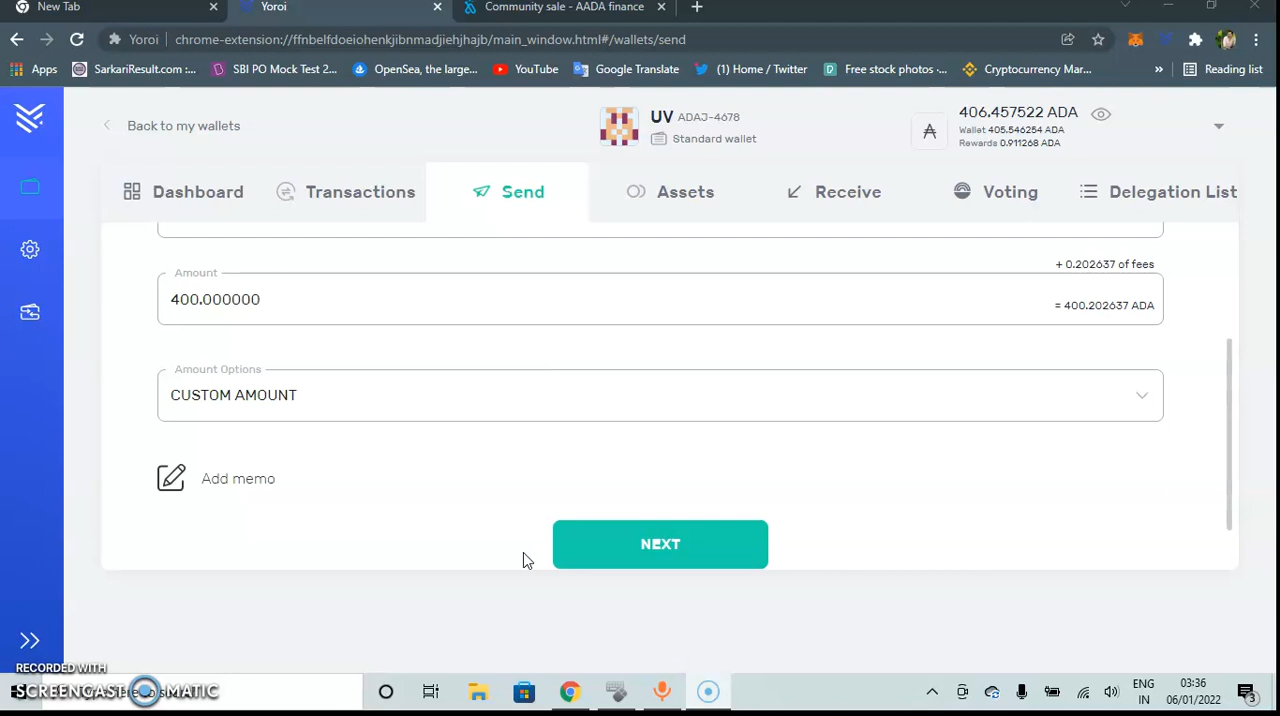 New Tab
Yoroi
Community sale - AADA finance
Yoroi
chrome-extension://ffnbelfdoeiohenkjibnmadjiehjhajb/main_window.html#/wallets/send
Apps
SarkariResult.com :...
SBI PO Mock Test 2...
OpenSea, the large...
YouTube
Google Translate
(1) Home / Twitter
Free stock photos -...
Cryptocurrency Mar...
Reading list
Back to my wallets
UV ADAJ-4678
Standard wallet
406.457522 ADA
Wallet 405.546254 ADA
Rewards 0.911268 ADA
Dashboard
Transactions
Send
Assets
Receive
Voting
Delegation List
+ 0.202637 of fees
Amount
400.000000
= 400.202637 ADA
Amount Options
CUSTOM AMOUNT
Add memo
NEXT
RECORDED WITH
SCREENCAST MATIC
ENG
IN
03:36
06/01/2022
3